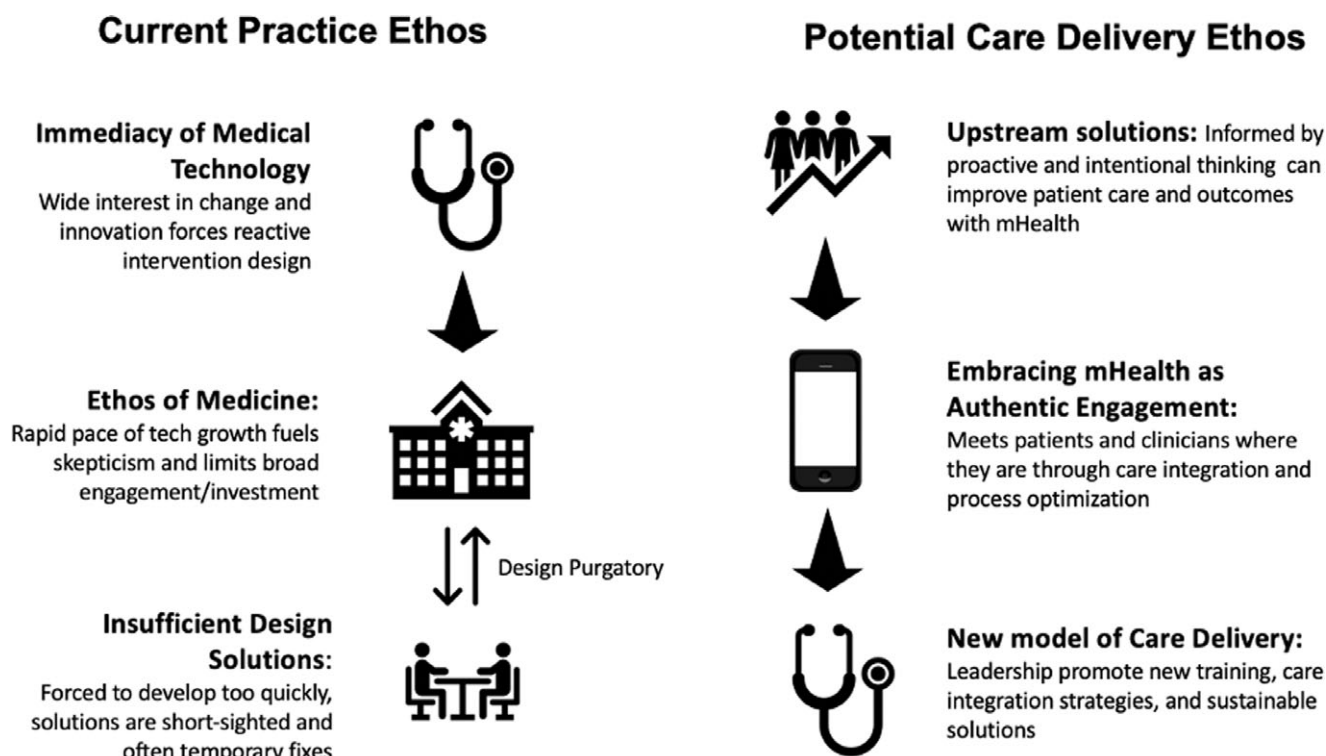 Current Practice Ethos
Immediacy of Medical
Technology
Wide interest in change and
innovation forces reactive
intervention design
Ethos of Medicine:
Rapid pace of tech growth fuels
skepticism and limits broad
engagement/investment
Design Purgatory
Insufficient Design
Solutions:
Forced to develop too quickly,
solutions are short-sighted and
often temporary fixes
Potential Care Delivery Ethos
Upstream solutions: Informed by
proactive and intentional thinking can
improve patient care and outcomes
with mHealth
Embracing mHealth as
Authentic Engagement:
Meets patients and clinicians where
they are through care integration and
process optimization
New model of Care Delivery:
Leadership promote new training, care
integration strategies, and sustainable
solutions